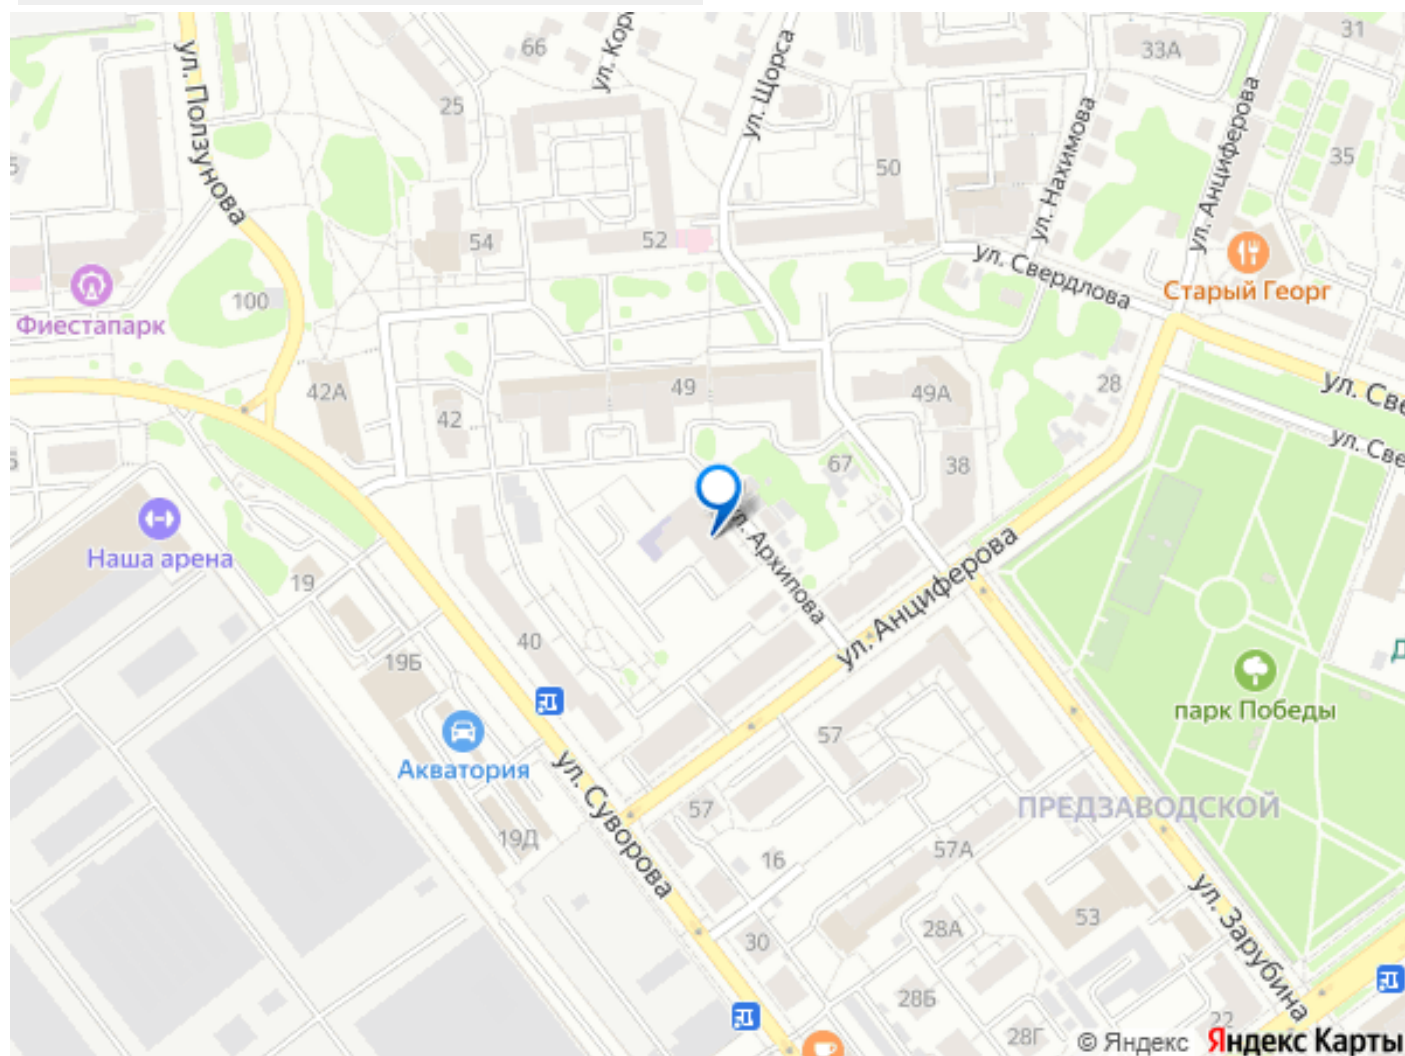 66
ул. Кор
ул. Щорса
33А
31
ул. Ползунова
25
ул. Нахимова
ул. Анциферова
50
35
54
52
ул. Свердлова
Старый Георг
100
Фиестапарк
42А
49
49А
28
ул. Све
42
ул. Све
67
38
Наша арена
ул. Архипова
19
ул. Анциферова
40
19Б
парк Победы
57
Акватория
ул. Суворова
57
ПРЕДЗАВОДСКОЙ
19Д
16
57А
ул. Зарубина
53
30
28А
28Б
22
28Г
© Яндекс Яндекс Карты